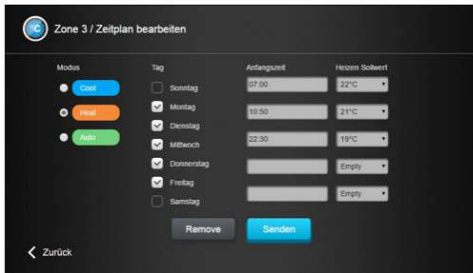 °C Zone 3 / Zeitplan bearbeiten
Modus Tag Anfangszeit Heizen Sollwert
Cool Sonntag 07:00 22°C
Heat Montag 10:50 21°C
Auto Dienstag 22:30 19°C
Mittwoch
Donnerstag Empty
Freitag
Samstag Empty
Remove Senden
Zurück